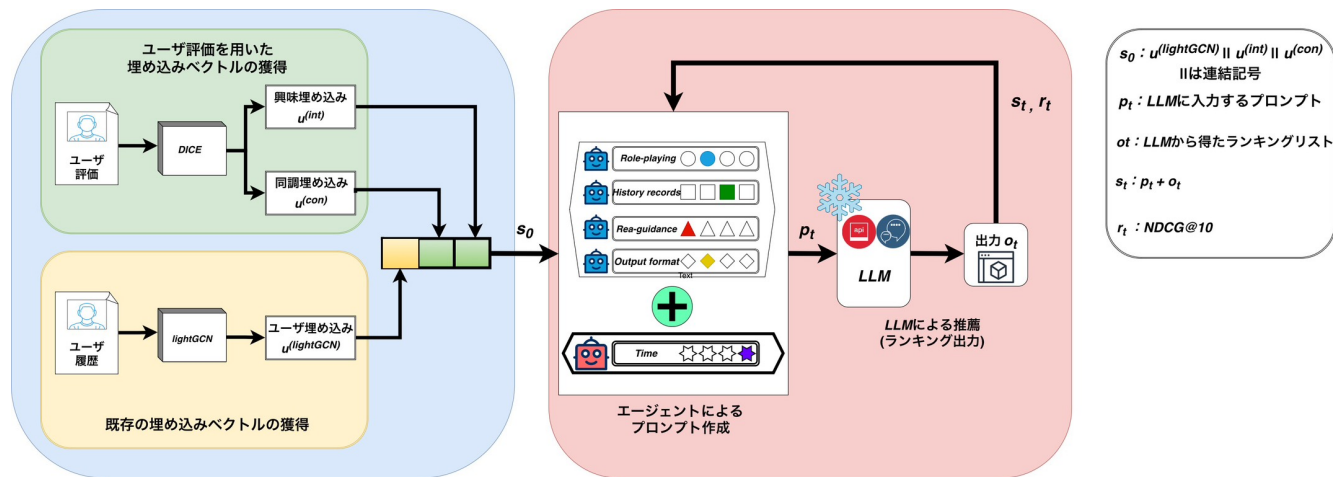 ユーザ評価を用いた
埋め込みベクトルの獲得
ユーザ
評価
DICE
興味埋め込み
u(int)
同調埋め込み
u(con)
ユーザ
履歴
lightGCN
ユーザ埋め込み
u(lightGCN)
既存の埋め込みベクトルの獲得
s0
Role-playing
History records
Rea-guidance
Output format
Text
Time
エージェントによる
プロンプト作成
pt
api
LLM
LLMによる推薦
(ランキング出力)
出力 ot
st , rt
s0：u(lightGCN) || u(int) || u(con)
||は連結記号
pt：LLMに入力するプロンプト
ot：LLMから得たランキングリスト
st：pt + ot
rt：NDCG@10